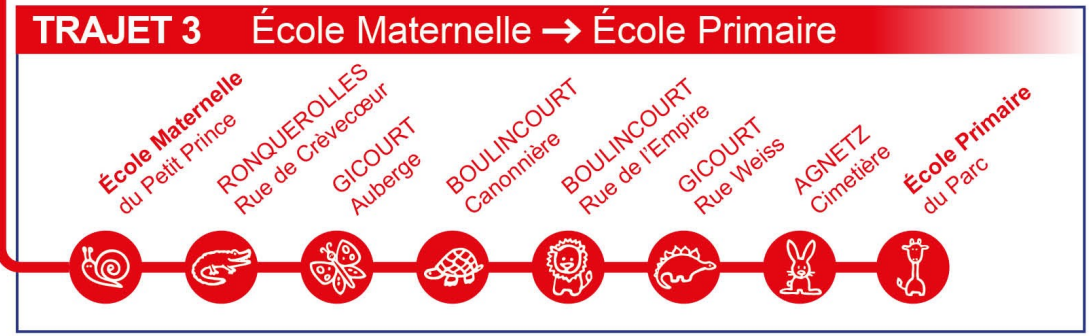 TRAJET 3 École Maternelle → École Primaire
École Maternelle
du Petit Prince
RONQUEROLLES
Rue de Crèvecœur
GICOURT
Auberge
BOULINCOURT
Canonnière
BOULINCOURT
Rue de l'Empire
GICOURT
Rue Weiss
AGNETZ
Cimetière
École Primaire
du Parc